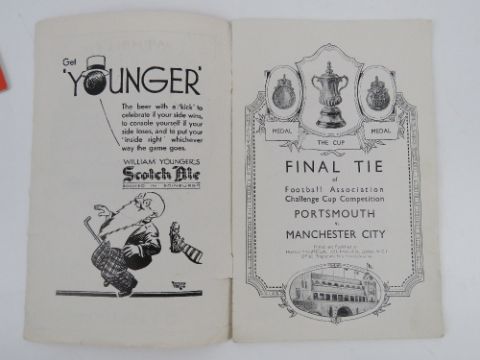 Get
'YOUNGER'
The beer with a 'kick' to
celebrate if your side wins,
to console yourself if your
side loses, and to put your
'inside right' whichever
way the game goes.
WILLIAM YOUNGER'S
Scotch Ale
BREWED IN EDINBURGH
MEDAL
THE CUP
MEDAL
FINAL TIE
of
Football Association
Challenge Cup Competition
PORTSMOUTH
v.
MANCHESTER CITY